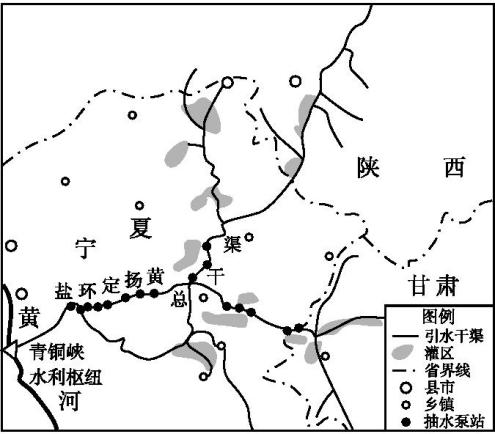 陕 西
宁 夏
盐环定扬黄总干渠
甘肃
黄
河
青铜峡
水利枢纽
图例
引水干渠
灌区
省界线
县市
乡镇
抽水泵站